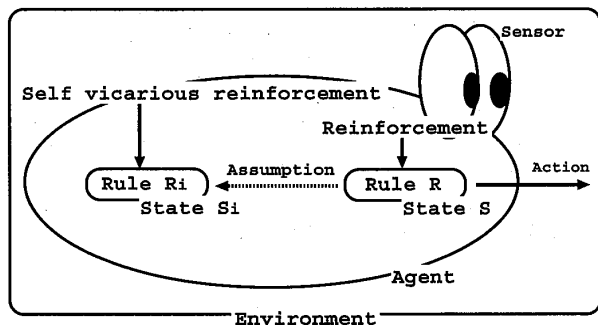 Sensor
Self vicarious reinforcement
Reinforcement
Assumption
Action
Rule Ri
Rule R
State Si
State S
Agent
Environment